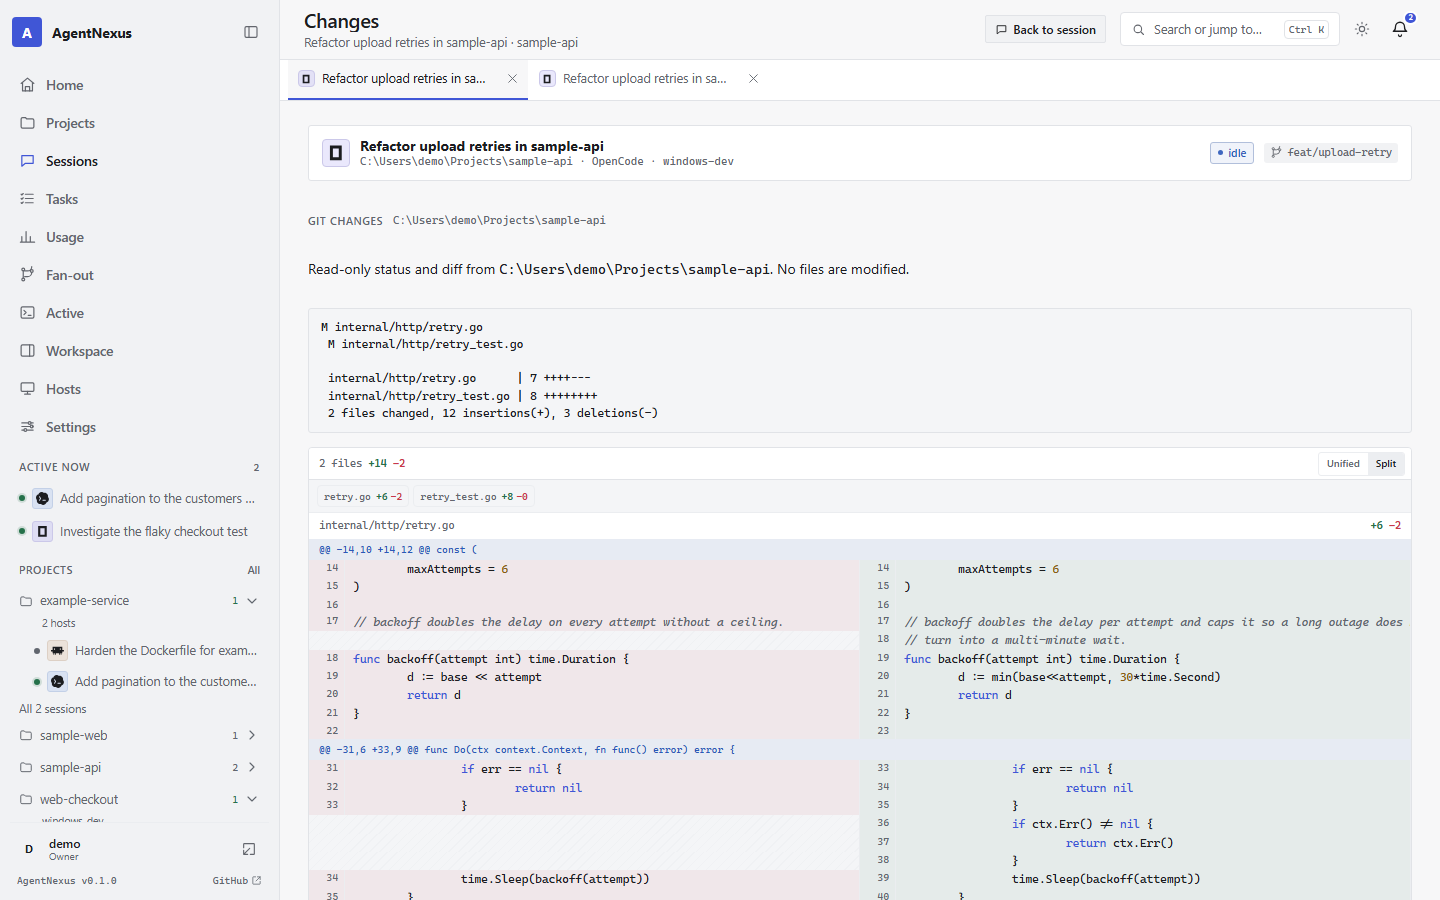 A AgentNexus
Home
Projects
Sessions
Tasks
Usage
Fan-out
Active
Workspace
Hosts
Settings
ACTIVE NOW 2
Add pagination to the customers ...
Investigate the flaky checkout test
PROJECTS All
example-service 1
2 hosts
Harden the Dockerfile for exam...
Add pagination to the custome...
All 2 sessions
sample-web 1
sample-api 2
web-checkout 1
windows-dev
D demo
Owner
AgentNexus v0.1.0 GitHub
Changes
Refactor upload retries in sample-api · sample-api
Back to session
Search or jump to... Ctrl K
2
Refactor upload retries in sa...
Refactor upload retries in sa...
Refactor upload retries in sample-api
C:\Users\demo\Projects\sample-api · OpenCode · windows-dev
idle
feat/upload-retry
GIT CHANGES C:\Users\demo\Projects\sample-api
Read-only status and diff from C:\Users\demo\Projects\sample-api. No files are modified.
M internal/http/retry.go
M internal/http/retry_test.go
internal/http/retry.go | 7 ++++---
internal/http/retry_test.go | 8 ++++++++
2 files changed, 12 insertions(+), 3 deletions(-)
2 files +14 −2
Unified Split
retry.go +6 −2 retry_test.go +8 −0
internal/http/retry.go +6 −2
@@ -14,10 +14,12 @@ const (
14 maxAttempts = 6
15 )
16
17 // backoff doubles the delay on every attempt without a ceiling.
18 func backoff(attempt int) time.Duration {
19 d := base << attempt
20 return d
21 }
22
14 maxAttempts = 6
15 )
16
17 // backoff doubles the delay per attempt and caps it so a long outage does
18 // turn into a multi-minute wait.
19 func backoff(attempt int) time.Duration {
20 d := min(base<<attempt, 30*time.Second)
21 return d
22 }
23
@@ -31,6 +33,9 @@ func Do(ctx context.Context, fn func() error) error {
31 if err == nil {
32 return nil
33 }
34 time.Sleep(backoff(attempt))
35 }
33 if err == nil {
34 return nil
35 }
36 if ctx.Err() != nil {
37 return ctx.Err()
38 }
39 time.Sleep(backoff(attempt))
40 }